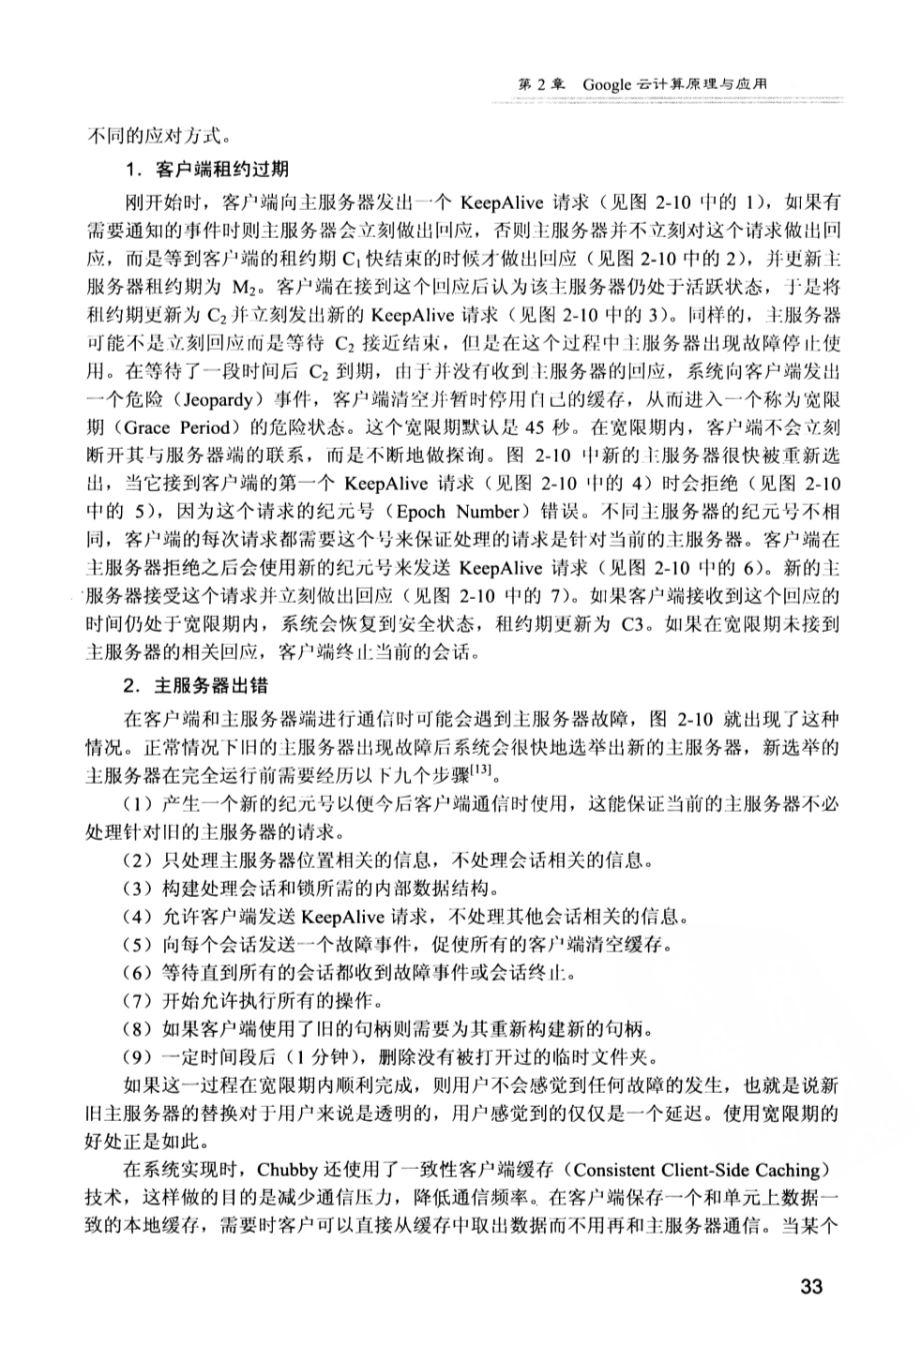 第 2 章 Google 云计算原理与应用
不同的应对方式。
1．客户端租约过期
刚开始时，客户端向主服务器发出一个 KeepAlive 请求（见图 2-10 中的 1），如果有
需要通知的事件时则主服务器会立刻做出回应，否则主服务器并不立刻对这个请求做出回
应，而是等到客户端的租约期 C₁ 快结束的时候才做出回应（见图 2-10 中的 2），并更新主
服务器租约期为 M₂。客户端在接到这个回应后认为该主服务器仍处于活跃状态，于是将
租约期更新为 C₂ 并立刻发出新的 KeepAlive 请求（见图 2-10 中的 3）。同样的，主服务器
可能不是立刻回应而是等待 C₂ 接近结束，但是在这个过程中主服务器出现故障停止使
用。在等待了一段时间后 C₂ 到期，由于并没有收到主服务器的回应，系统向客户端发出
一个危险（Jeopardy）事件，客户端清空并暂时停用自己的缓存，从而进入一个称为宽限
期（Grace Period）的危险状态。这个宽限期默认是 45 秒。在宽限期内，客户端不会立刻
断开其与服务器端的联系，而是不断地做探询。图 2-10 中新的主服务器很快被重新选
出，当它接到客户端的第一个 KeepAlive 请求（见图 2-10 中的 4）时会拒绝（见图 2-10
中的 5），因为这个请求的纪元号（Epoch Number）错误。不同主服务器的纪元号不相
同，客户端的每次请求都需要这个号来保证处理的请求是针对当前的主服务器。客户端在
主服务器拒绝之后会使用新的纪元号来发送 KeepAlive 请求（见图 2-10 中的 6）。新的主
服务器接受这个请求并立刻做出回应（见图 2-10 中的 7）。如果客户端接收到这个回应的
时间仍处于宽限期内，系统会恢复到安全状态，租约期更新为 C3。如果在宽限期未接到
主服务器的相关回应，客户端终止当前的会话。
2．主服务器出错
在客户端和主服务器端进行通信时可能会遇到主服务器故障，图 2-10 就出现了这种
情况。正常情况下旧的主服务器出现故障后系统会很快地选举出新的主服务器，新选举的
主服务器在完全运行前需要经历以下九个步骤[13]。
（1）产生一个新的纪元号以便今后客户端通信时使用，这能保证当前的主服务器不必
处理针对旧的主服务器的请求。
（2）只处理主服务器位置相关的信息，不处理会话相关的信息。
（3）构建处理会话和锁所需的内部数据结构。
（4）允许客户端发送 KeepAlive 请求，不处理其他会话相关的信息。
（5）向每个会话发送一个故障事件，促使所有的客户端清空缓存。
（6）等待直到所有的会话都收到故障事件或会话终止。
（7）开始允许执行所有的操作。
（8）如果客户端使用了旧的句柄则需要为其重新构建新的句柄。
（9）一定时间段后（1 分钟），删除没有被打开过的临时文件夹。
如果这一过程在宽限期内顺利完成，则用户不会感觉到任何故障的发生，也就是说新
旧主服务器的替换对于用户来说是透明的，用户感觉到的仅仅是一个延迟。使用宽限期的
好处正是如此。
在系统实现时，Chubby 还使用了一致性客户端缓存（Consistent Client-Side Caching）
技术，这样做的目的是减少通信压力，降低通信频率。在客户端保存一个和单元上数据一
致的本地缓存，需要时客户可以直接从缓存中取出数据而不用再和主服务器通信。当某个
33